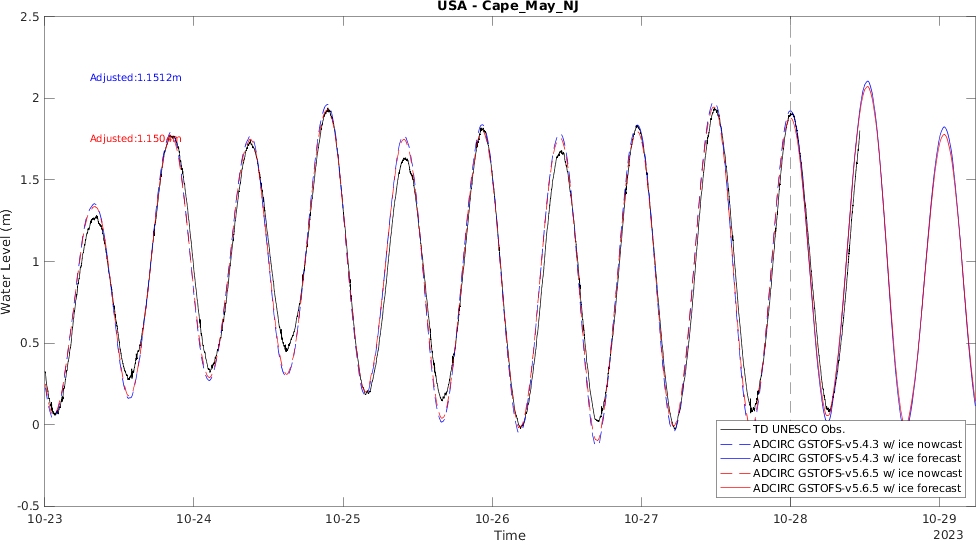 USA - Cape_May_NJ
2.5
2
1.5
1
0.5
0
-0.5
Water Level (m)
Adjusted:1.1512m
TD UNESCO Obs.
ADCIRC GSTOFS-v5.4.3 w/ ice nowcast
ADCIRC GSTOFS-v5.4.3 w/ ice forecast
ADCIRC GSTOFS-v5.6.5 w/ ice nowcast
ADCIRC GSTOFS-v5.6.5 w/ ice forecast
10-23 10-24 10-25 10-26 10-27 10-28 10-29
Time
2023